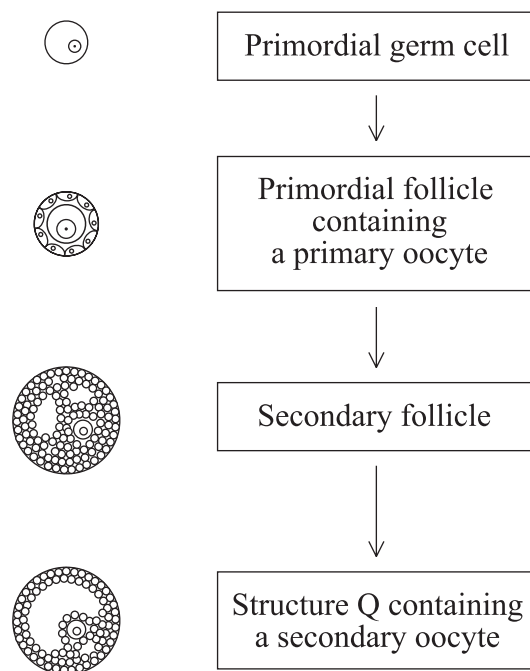 Primordial germ cell
Primordial follicle
containing
a primary oocyte
Secondary follicle
Structure Q containing
a secondary oocyte